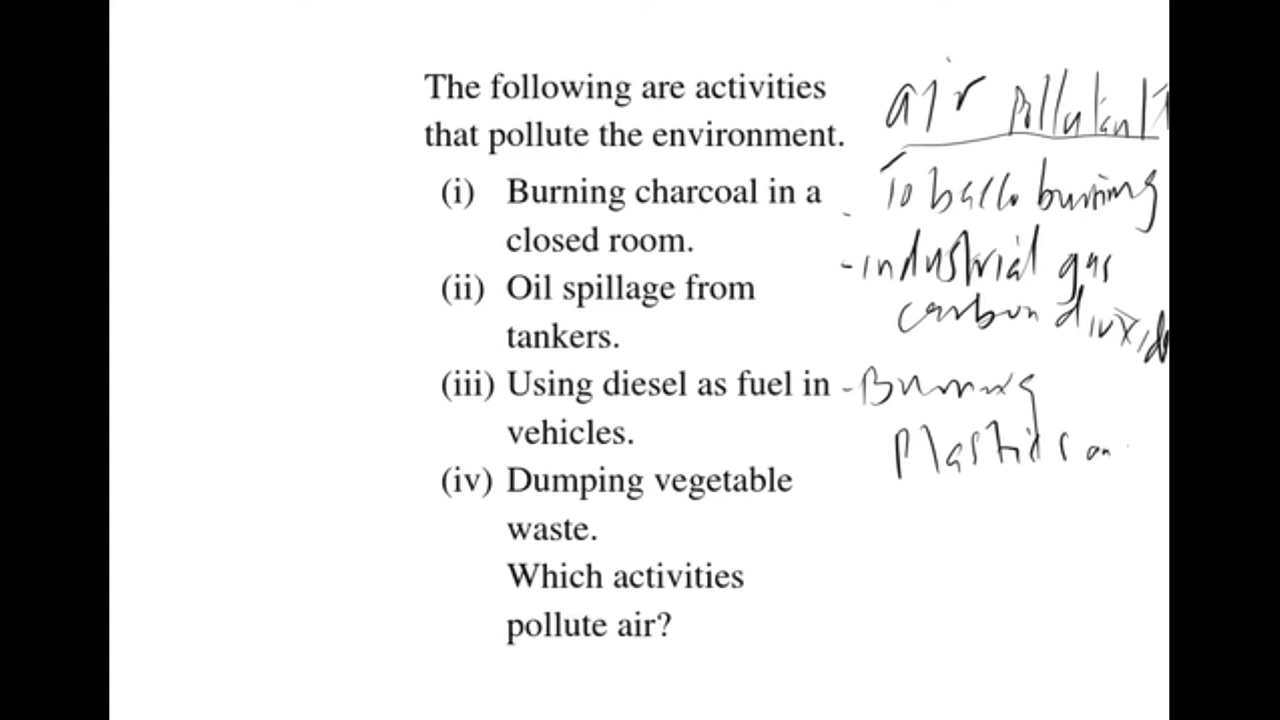 The following are activities
that pollute the environment.
(i) Burning charcoal in a
closed room.
(ii) Oil spillage from
tankers.
(iii) Using diesel as fuel in
vehicles.
(iv) Dumping vegetable
waste.
Which activities
pollute air?
air pollutant
Tobacco burning
- industrial gas
carbon dioxid
- Burning